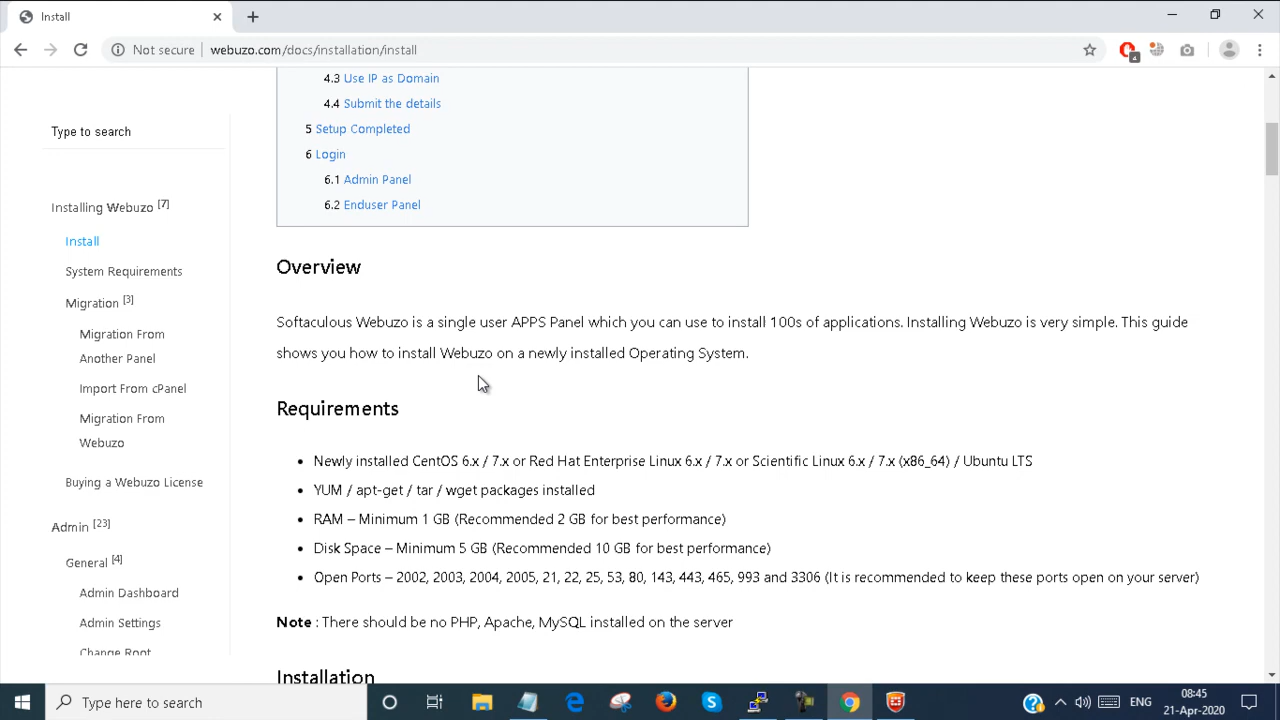 Install
Not secure
webuzo.com/docs/installation/install
4
4.3 Use IP as Domain
4.4 Submit the details
5 Setup Completed
6 Login
6.1 Admin Panel
6.2 Enduser Panel
Type to search
Installing Webuzo [7]
Install
System Requirements
Migration [3]
Migration From
Another Panel
Import From cPanel
Migration From
Webuzo
Buying a Webuzo License
Admin [23]
General [4]
Admin Dashboard
Admin Settings
Change Root
Overview
Softaculous Webuzo is a single user APPS Panel which you can use to install 100s of applications. Installing Webuzo is very simple. This guide
shows you how to install Webuzo on a newly installed Operating System.
Requirements
• Newly installed CentOS 6.x / 7.x or Red Hat Enterprise Linux 6.x / 7.x or Scientific Linux 6.x / 7.x (x86_64) / Ubuntu LTS
• YUM / apt-get / tar / wget packages installed
• RAM – Minimum 1 GB (Recommended 2 GB for best performance)
• Disk Space – Minimum 5 GB (Recommended 10 GB for best performance)
• Open Ports – 2002, 2003, 2004, 2005, 21, 22, 25, 53, 80, 143, 443, 465, 993 and 3306 (It is recommended to keep these ports open on your server)
Note : There should be no PHP, Apache, MySQL installed on the server
Installation
Type here to search
ENG
08:45
21-Apr-2020